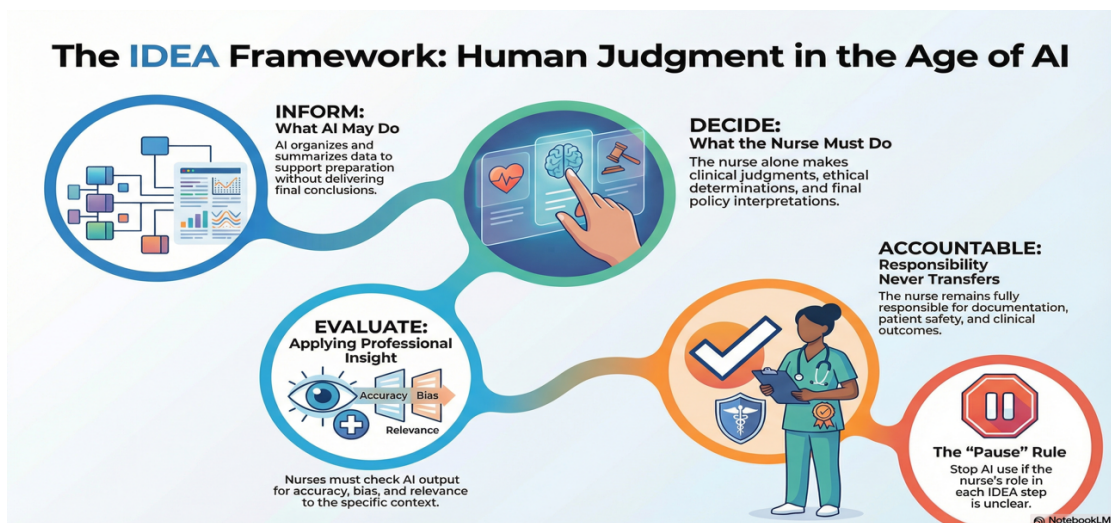 The IDEA Framework: Human Judgment in the Age of AI
INFORM:
What AI May Do
AI organizes and
summarizes data to
support preparation
without delivering
final conclusions.
DECIDE:
What the Nurse Must Do
The nurse alone makes
clinical judgments, ethical
determinations, and final
policy interpretations.
EVALUATE:
Applying Professional
Insight
Accuracy
Bias
Relevance
Nurses must check AI output
for accuracy, bias, and relevance
to the specific context.
ACCOUNTABLE:
Responsibility
Never Transfers
The nurse remains fully
responsible for documentation,
patient safety, and clinical
outcomes.
The “Pause” Rule
Stop AI use if the
nurse's role in
each IDEA step
is unclear.
NotebookLM